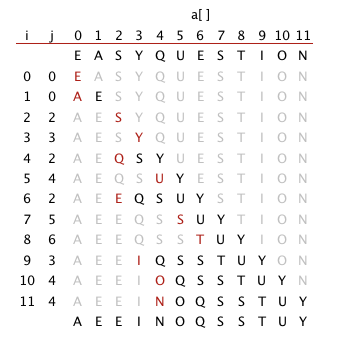 a[ ]
i j 0 1 2 3 4 5 6 7 8 9 10 11
E A S Y Q U E S T I O N
0 0 E A S Y Q U E S T I O N
1 0 A E S Y Q U E S T I O N
2 2 A E S Y Q U E S T I O N
3 3 A E S Y Q U E S T I O N
4 2 A E Q S Y U E S T I O N
5 4 A E Q S U Y E S T I O N
6 2 A E E Q S U Y S T I O N
7 5 A E E Q S S U Y T I O N
8 6 A E E Q S S T U Y I O N
9 3 A E E I Q S S T U Y O N
10 4 A E E I O Q S S T U Y N
11 4 A E E I N O Q S S T U Y
A E E I N O Q S S T U Y